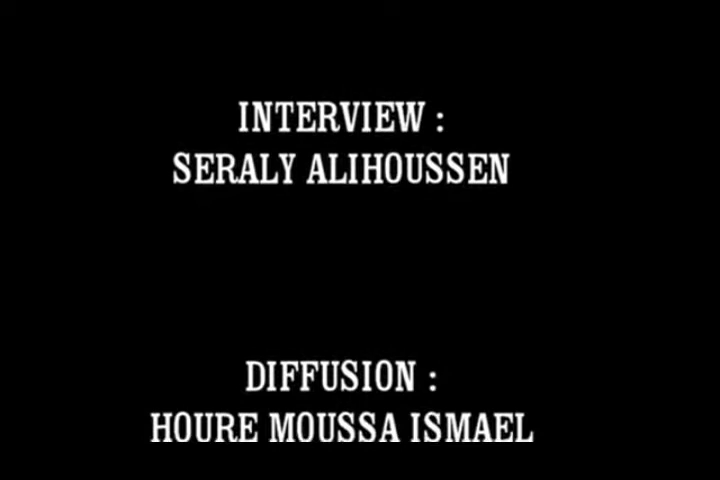 INTERVIEW :
SERALY ALIHOUSSEN
DIFFUSION :
HOURE MOUSSA ISMAEL